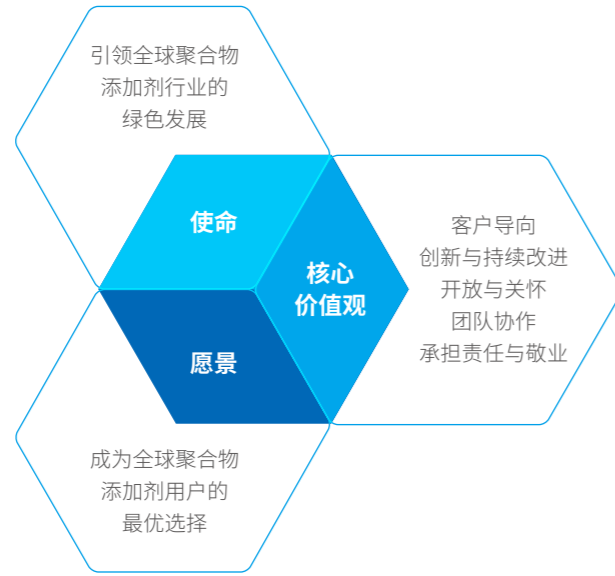 引领全球聚合物
添加剂行业的
绿色发展
使命
核心
价值观
客户导向
创新与持续改进
开放与关怀
团队协作
承担责任与敬业
愿景
成为全球聚合物
添加剂用户的
最优选择